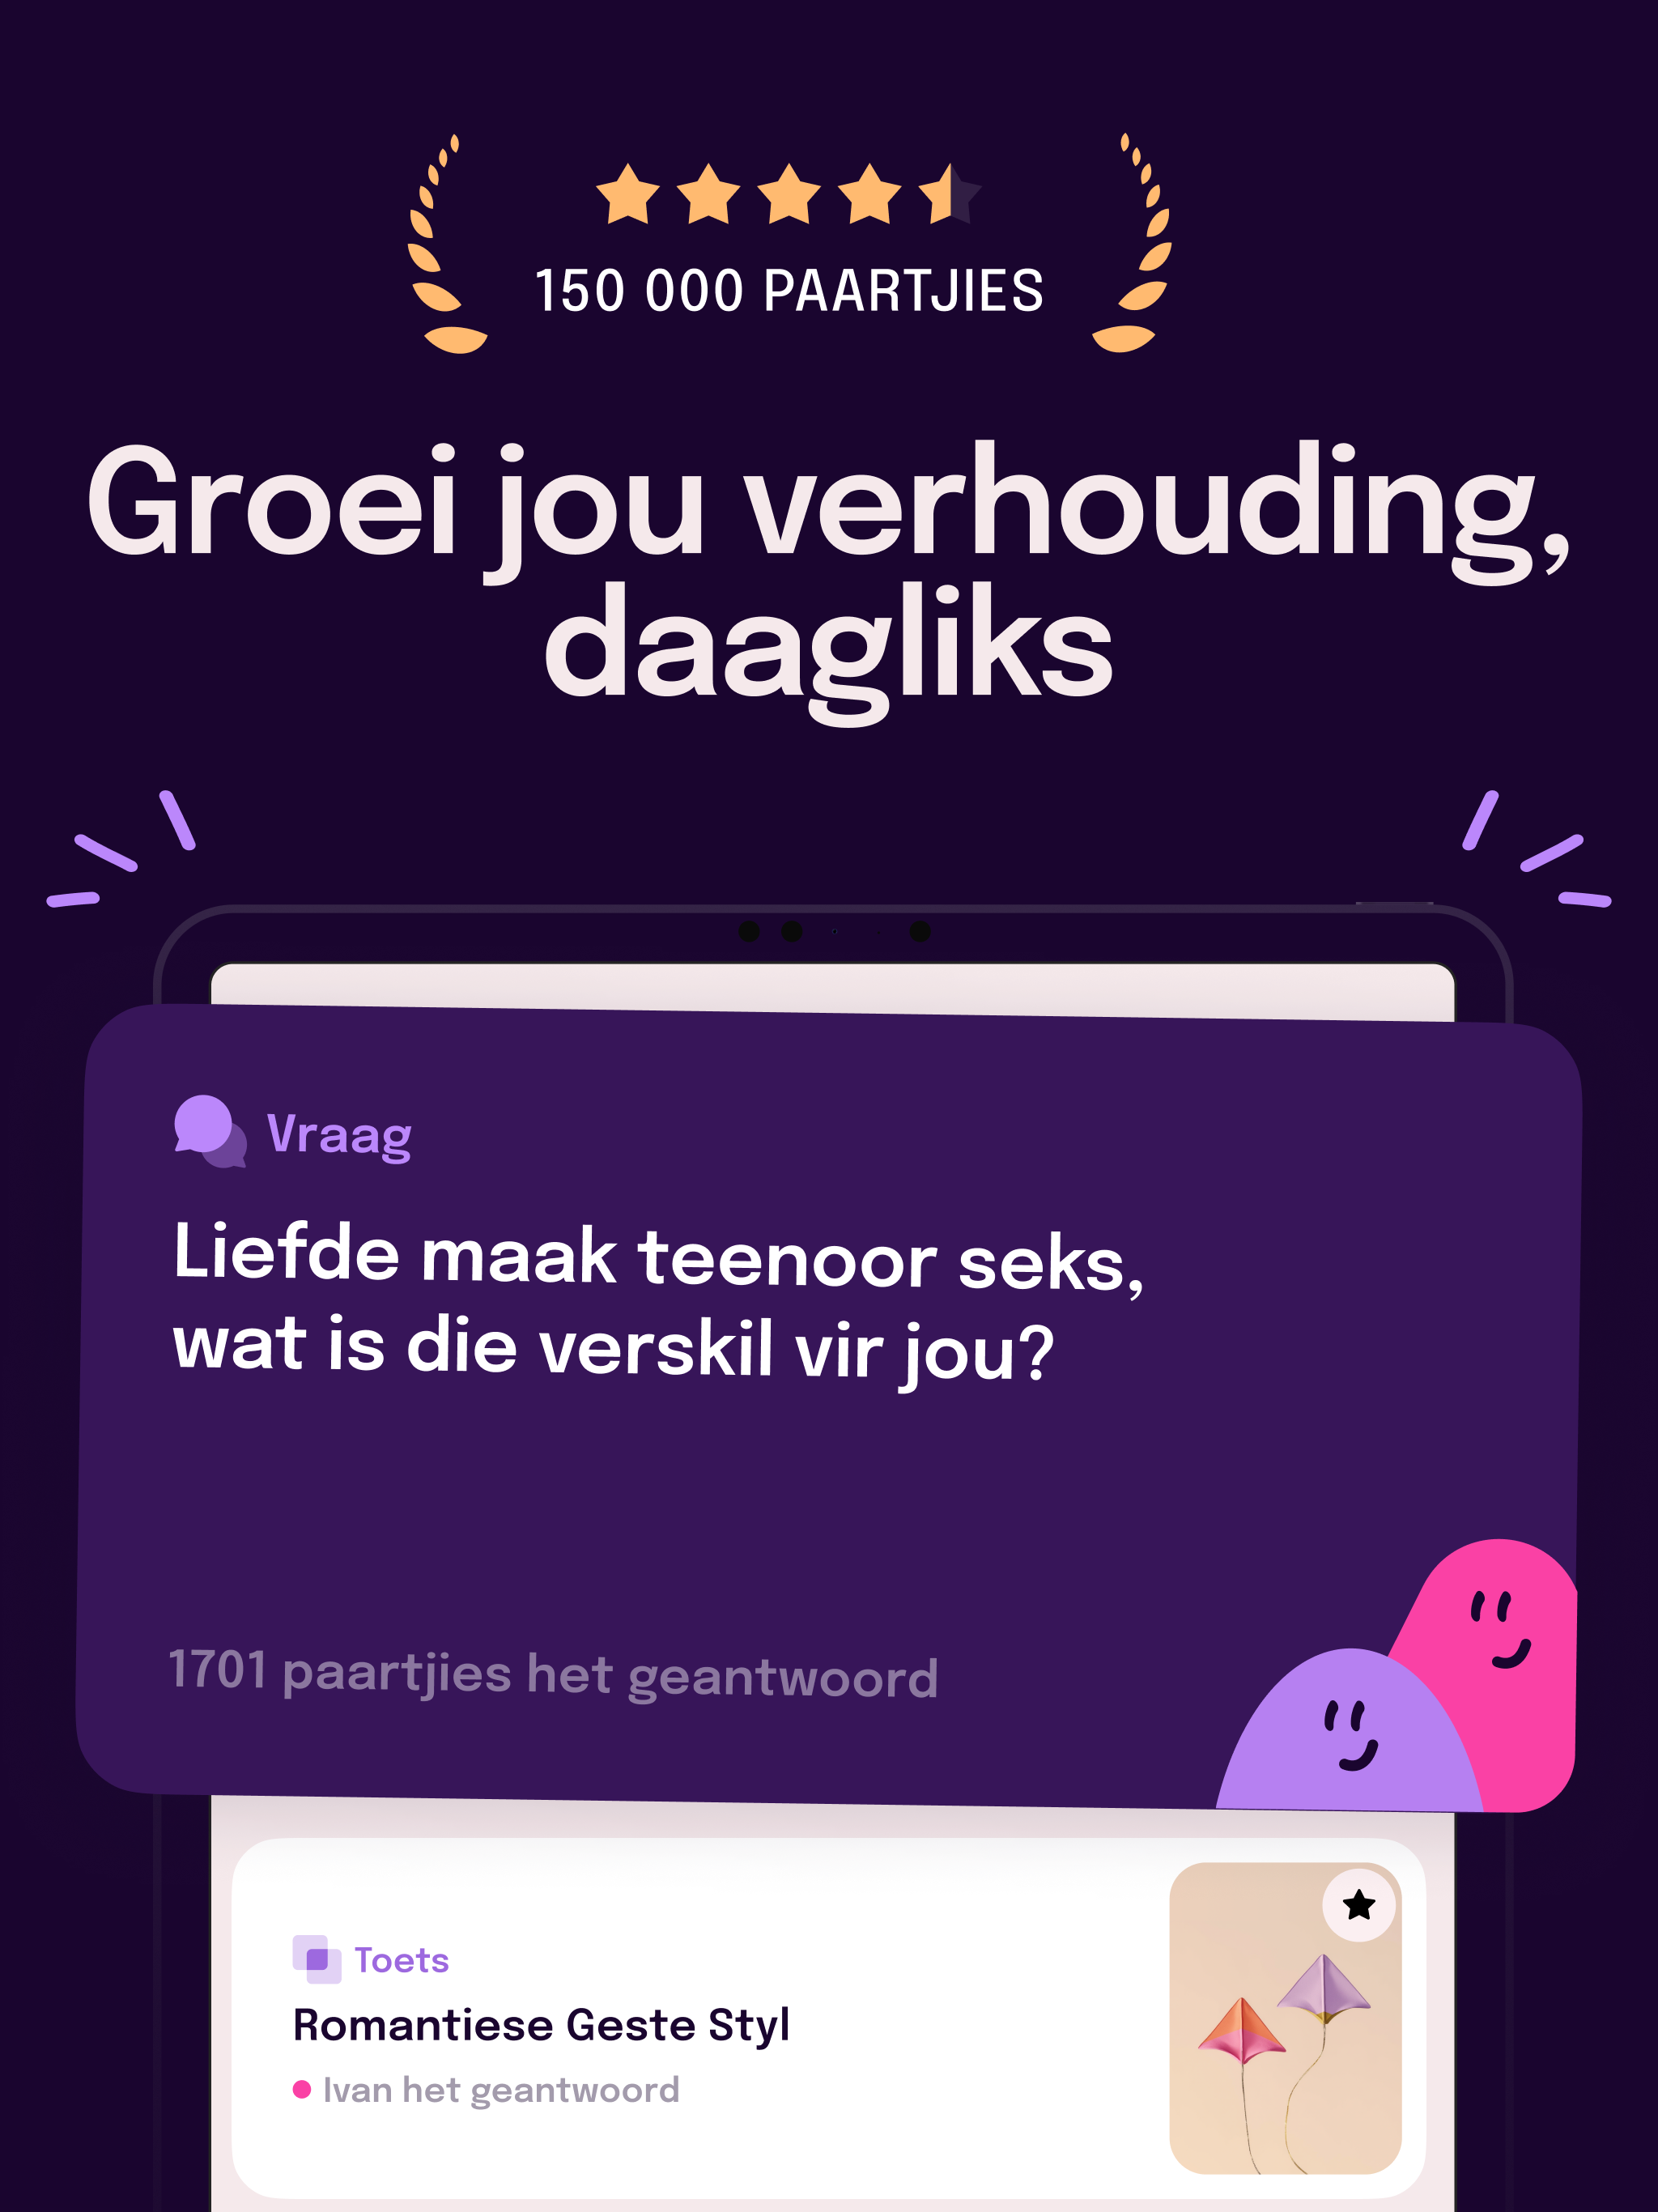 150 000 PAARTJIES
Groei jou verhouding,
daagliks
Vraag
Liefde maak teenoor seks,
wat is die verskil vir jou?
1701 paartjies het geantwoord
Toets
Romantiese Geste Styl
Ivan het geantwoord